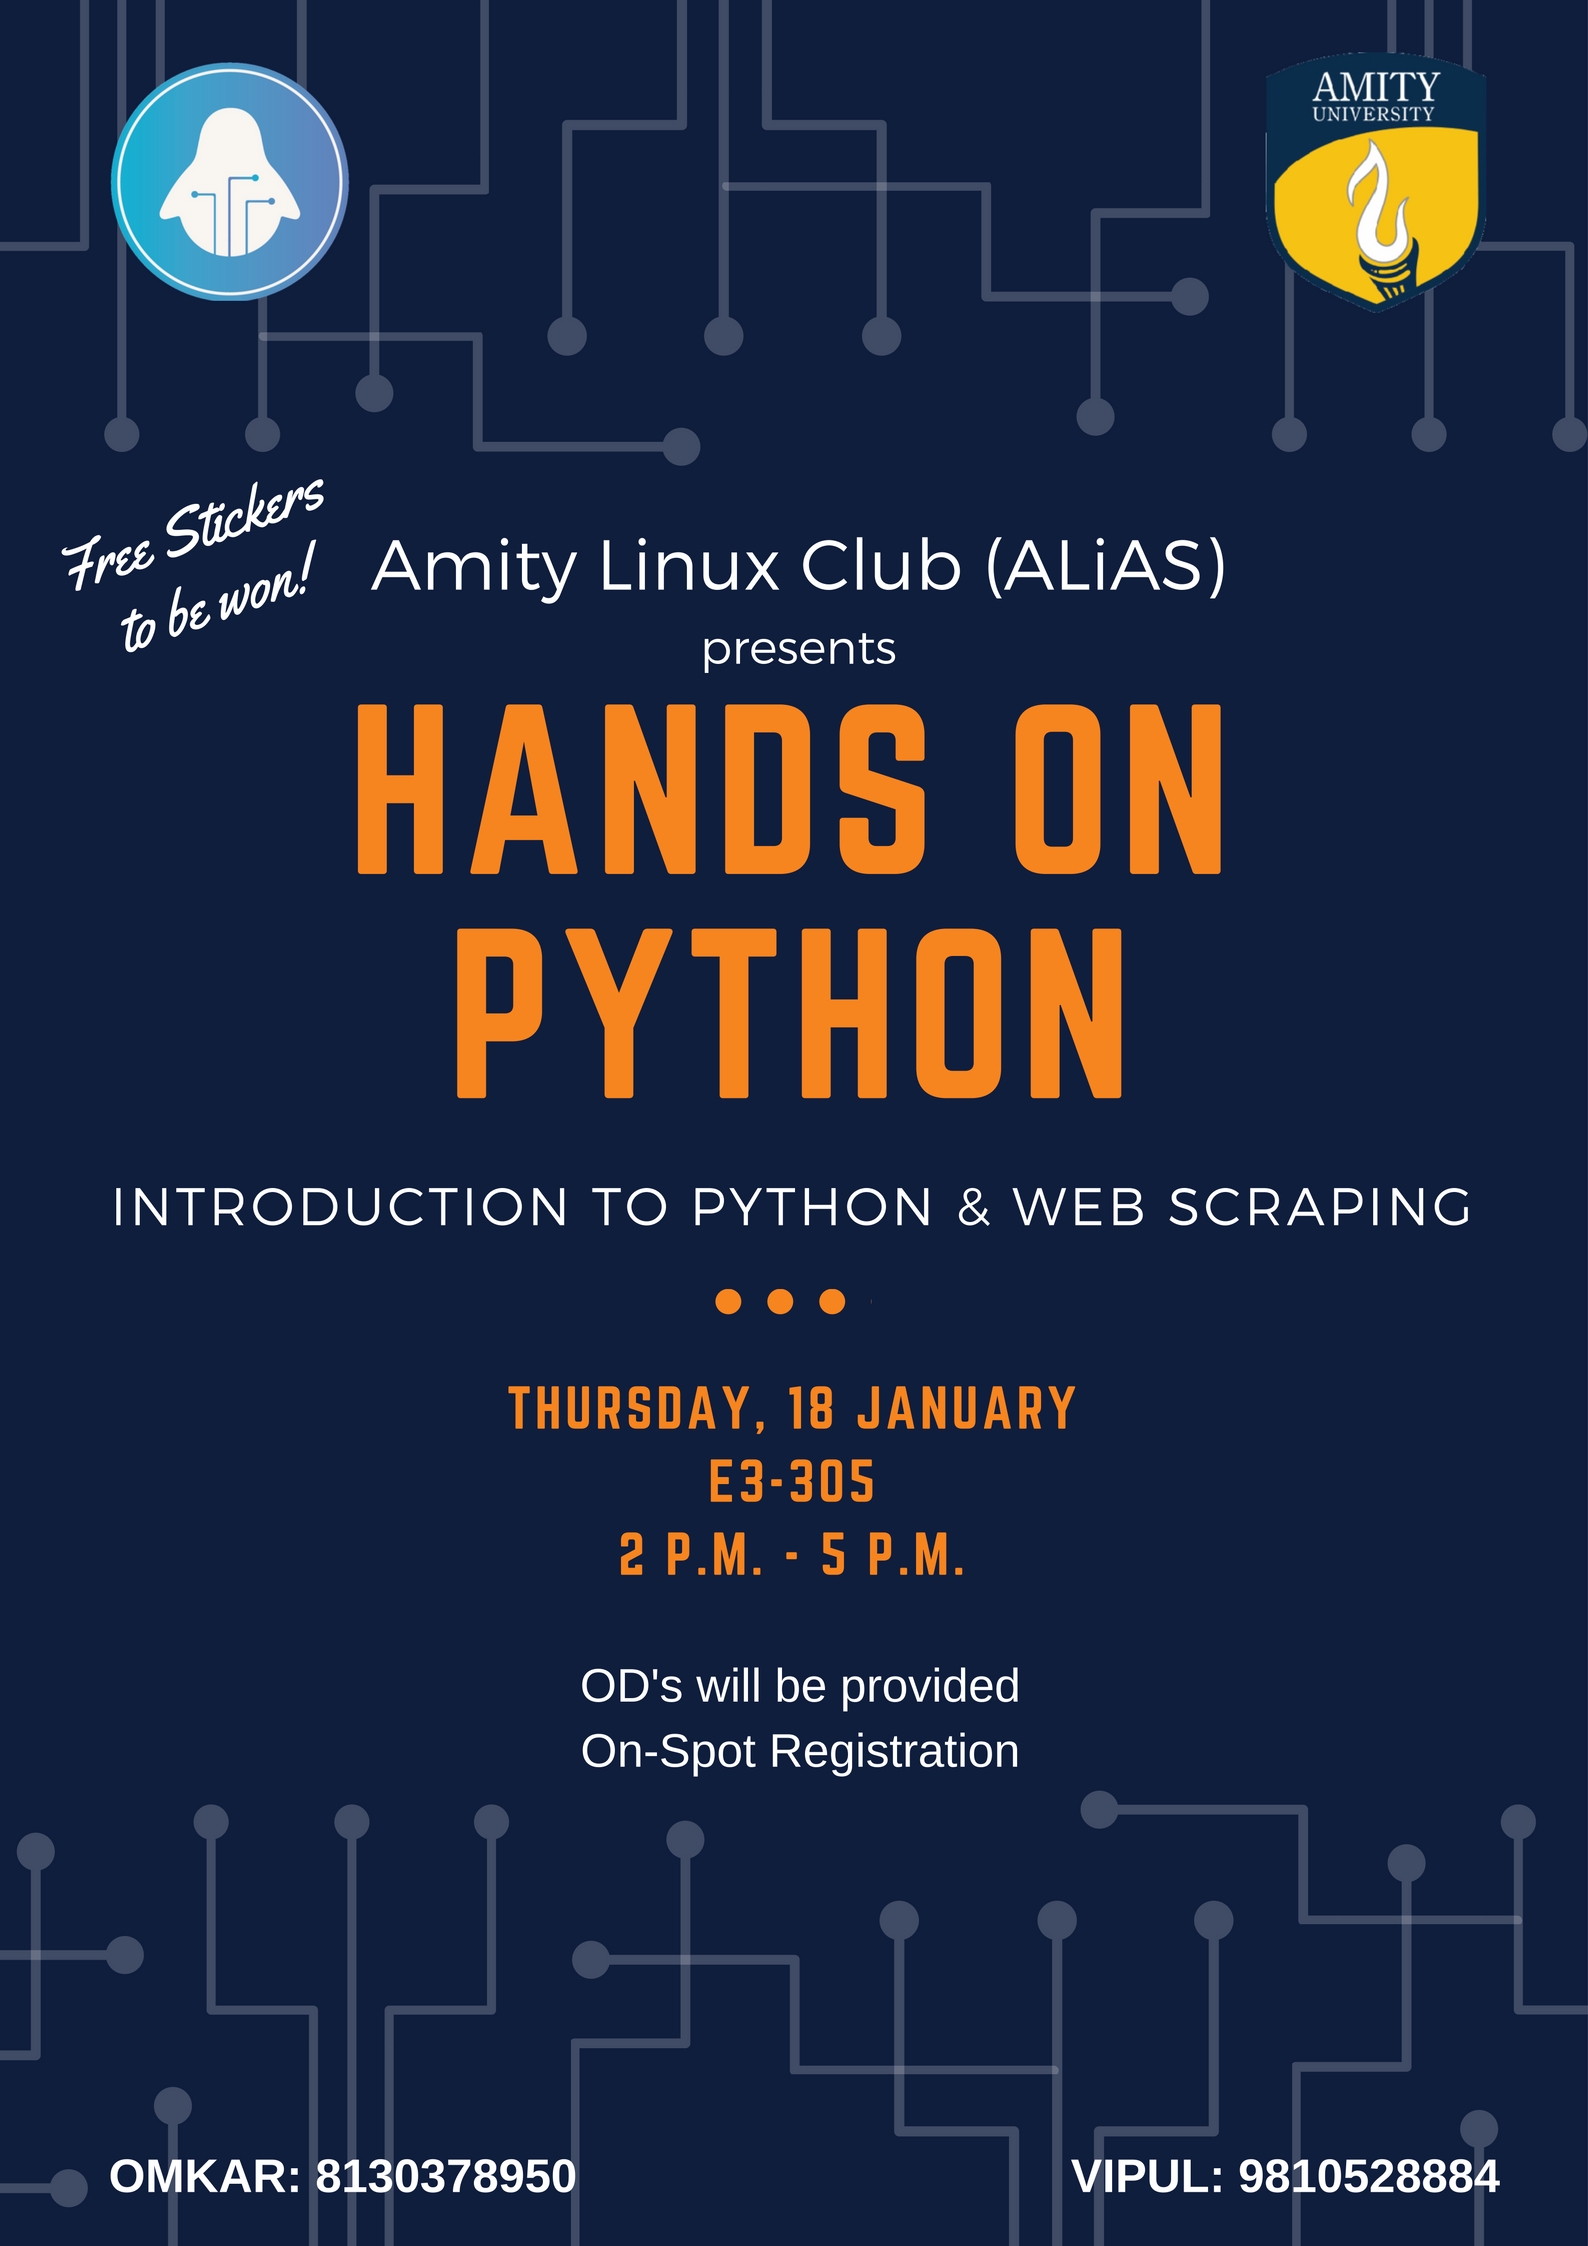 AMITY
UNIVERSITY
Free Stickers
to be won!
Amity Linux Club (ALiAS)
presents
HANDS ON
PYTHON
INTRODUCTION TO PYTHON & WEB SCRAPING
THURSDAY, 18 JANUARY
E3-305
2 P.M. - 5 P.M.
OD's will be provided
On-Spot Registration
OMKAR: 8130378950
VIPUL: 9810528884